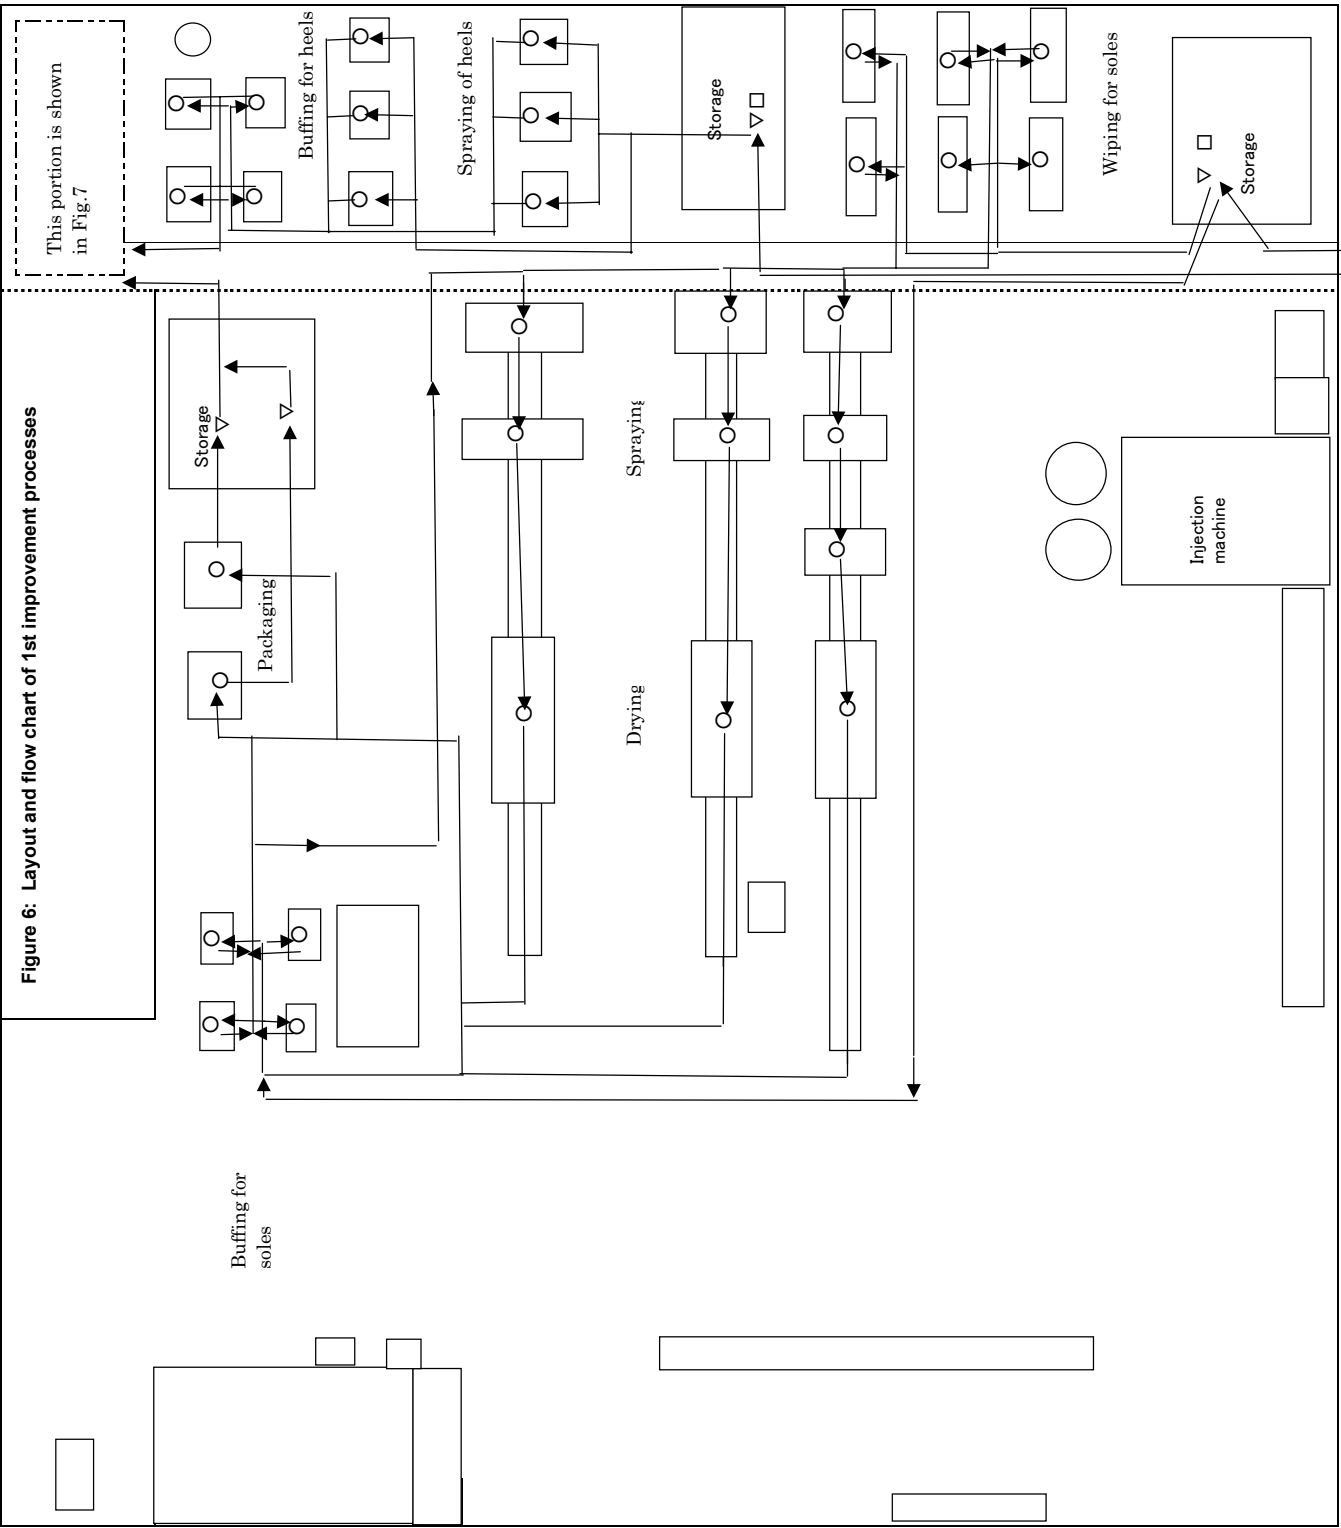 Figure 6: Layout and flow chart of 1st improvement processes
This portion is shown
in Fig.7
Buffing for heels
Spraying of heels
Storage
Wiping for soles
Storage
Storage
Packaging
Spraying
Drying
Injection
machine
Buffing for
soles